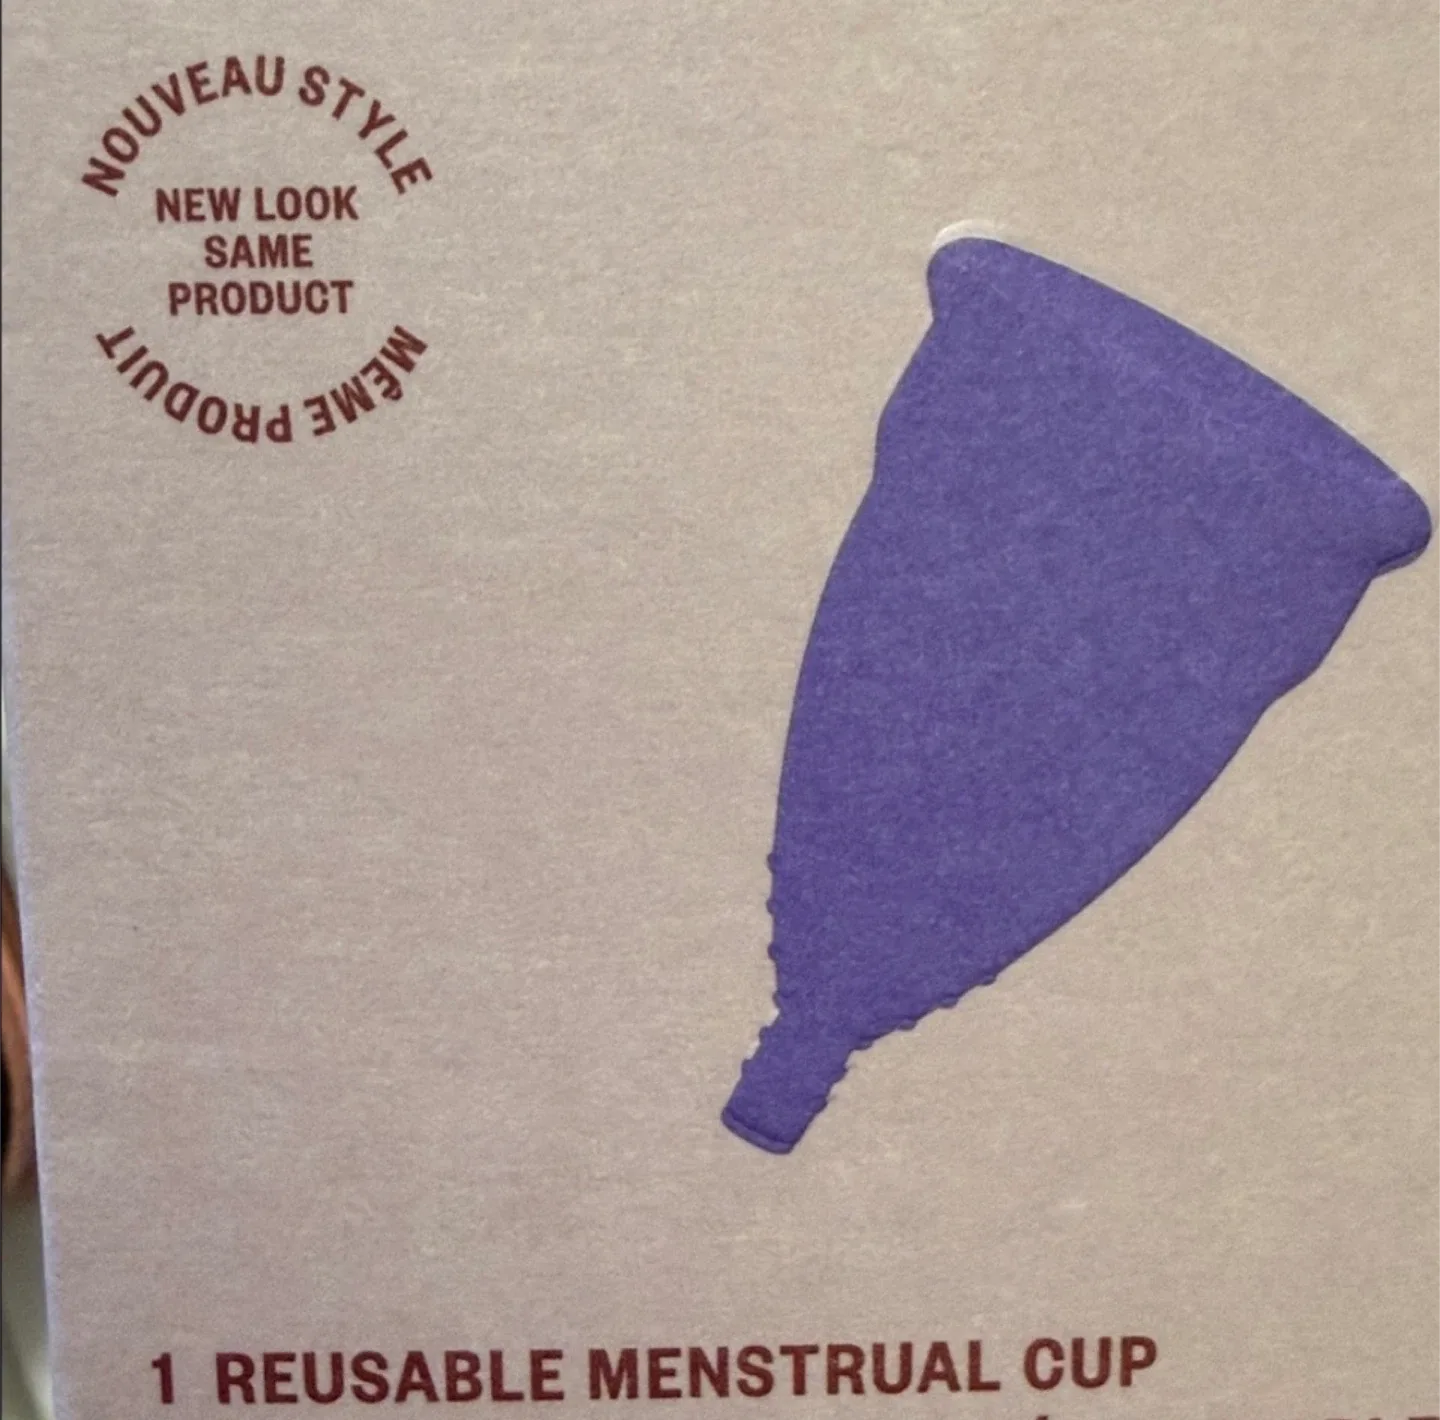 NOUVEAU STYLE
NEW LOOK
SAME
PRODUCT
MÊME PRODUIT
1 REUSABLE MENSTRUAL CUP